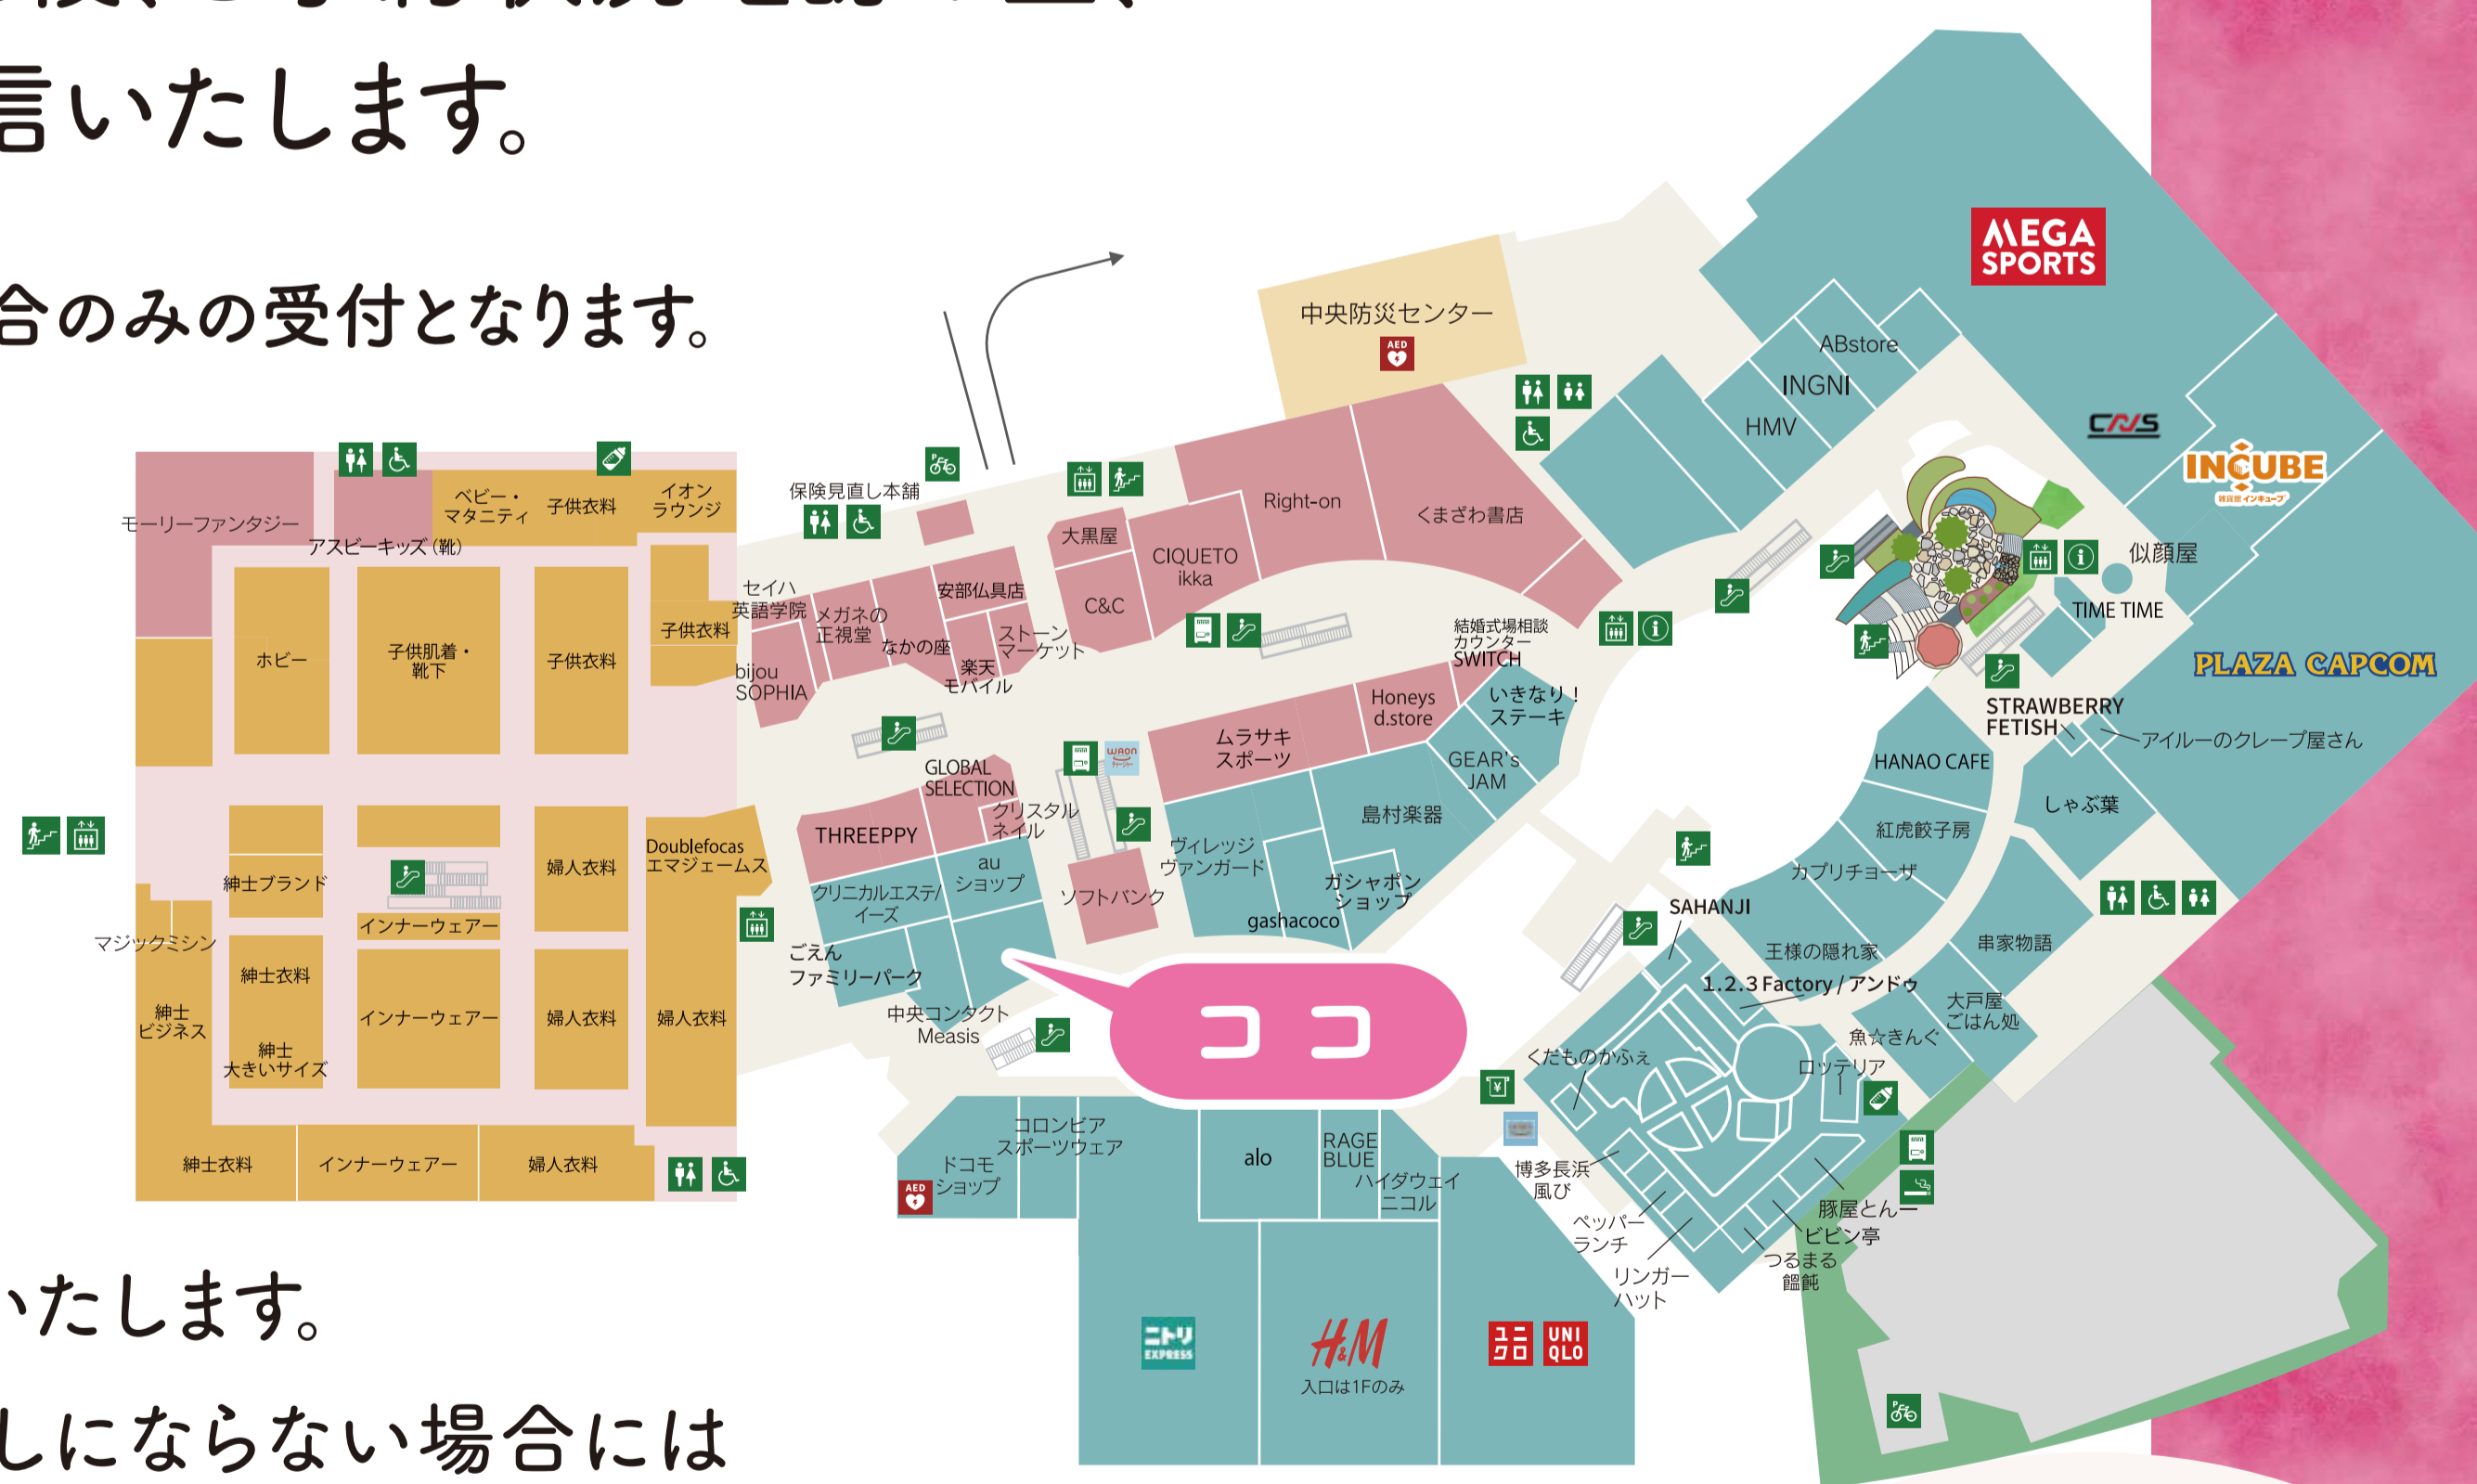 言いたします。
合のみの受付となります。
MEGA
SPORTS
中央防災センター
AED
ABstore
INGNI
HMV
CNS
INCUBE
雑貨館インキューブ
Right-on
くまざわ書店
保険見直し本舗
大黒屋
CIQUETO
ikka
C&C
安部仏具店
セイハ
英語学院
メガネの
正視堂
なかの座
ストーン
マーケット
楽天
モバイル
bijou
SOPHIA
モーリーファンタジー
ベビー・
マタニティ
子供衣料
イオン
ラウンジ
アスビーキッズ（靴）
ホビー
子供肌着・
靴下
子供衣料
子供衣料
似顔屋
TIME TIME
PLAZA CAPCOM
STRAWBERRY
FETISH
アイルーのクレープ屋さん
結婚式場相談
カウンター
SWITCH
いきなり！
ステーキ
Honeys
d.store
ムラサキ
スポーツ
GEAR's
JAM
島村楽器
WAON
GLOBAL
SELECTION
クリスタル
ネイル
THREEPPY
au
ショップ
クリニカルエステ/
イーズ
ソフトバンク
ヴィレッジ
ヴァンガード
ガシャポン
ショップ
gashacoco
HANAO CAFE
しゃぶ葉
紅虎餃子房
カプリチョーザ
SAHANJI
王様の隠れ家
串家物語
1.2.3 Factory / アンドゥ
大戸屋
ごはん処
魚☆きんぐ
ロッテリア
くだものかふぇ
Doublefocas
エマジェームス
婦人衣料
紳士ブランド
インナーウェアー
マジックミシン
紳士衣料
紳士
ビジネス
インナーウェアー
婦人衣料
婦人衣料
紳士
大きいサイズ
紳士衣料
インナーウェアー
婦人衣料
ごえん
ファミリーパーク
中央コンタクト
Measis
ココ
コロンビア
スポーツウェア
ドコモ
ショップ
AED
alo
RAGE
BLUE
ハイダウェイ
ニコル
博多長浜
風び
ペッパー
ランチ
リンガー
ハット
豚屋とん一
ビビン亭
つるまる
饂飩
ニトリ
EXPRESS
H&M
入口は1Fのみ
ユニ
クロ
UNI
QLO
いたします。
しにならない場合には